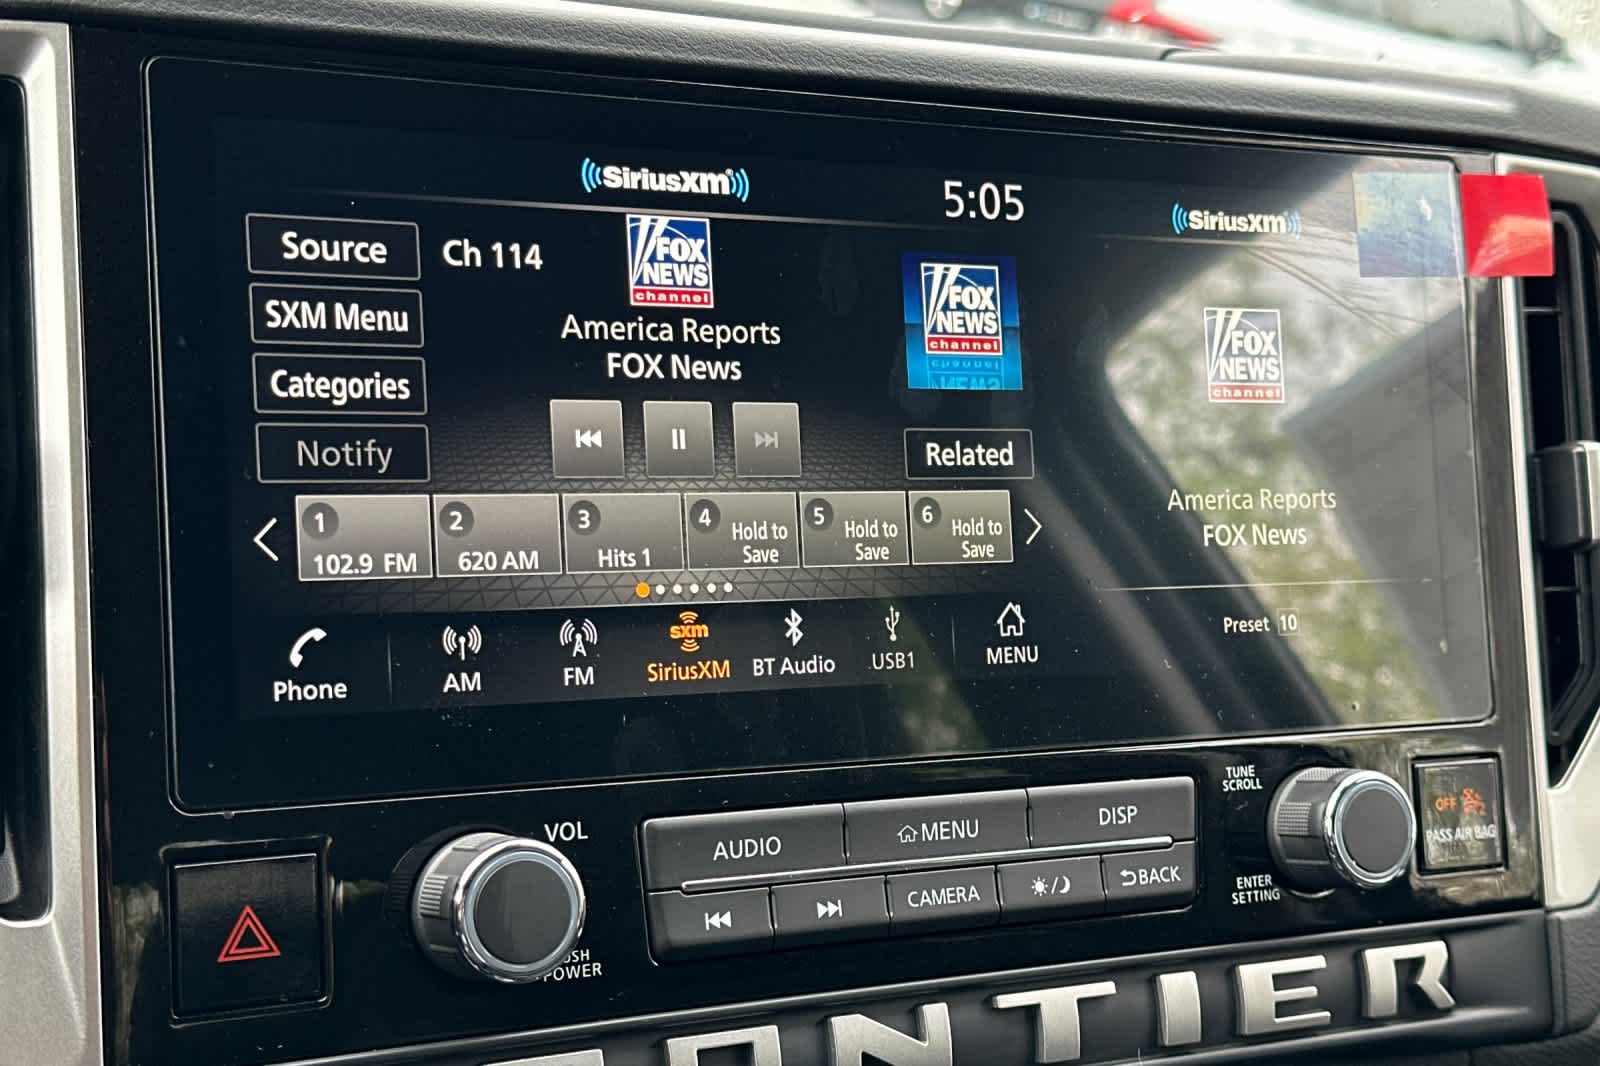 SiriusXM
5:05
SiriusXM
Source
Ch 114
FOX
NEWS
channel
FOX
NEWS
channel
FOX
NEWS
channel
SXM Menu
America Reports
FOX News
Categories
Notify
Related
America Reports
FOX News
1
102.9 FM
2
620 AM
3
Hits 1
4
Hold to
Save
5
Hold to
Save
6
Hold to
Save
Preset 10
Phone
AM
FM
sxm
SiriusXM
BT Audio
USB1
MENU
VOL
AUDIO
MENU
DISP
TUNE
SCROLL
OFF
PASS AIR BAG
CAMERA
BACK
ENTER
SETTING
POWER